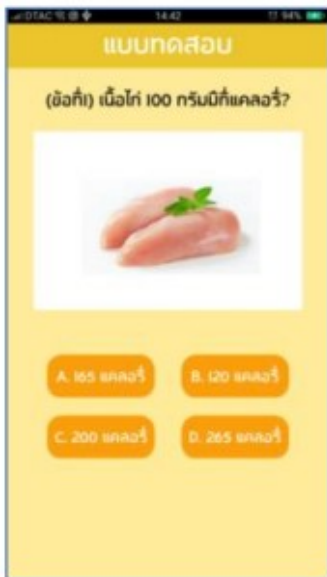 DTAC 14:42 94%
แบบทดสอบ
(ข้อที่1) เนื้อไก่ 100 กรัมมีกี่แคลอรี่?
A. 165 แคลอรี่
B. 120 แคลอรี่
C. 200 แคลอรี่
D. 265 แคลอรี่